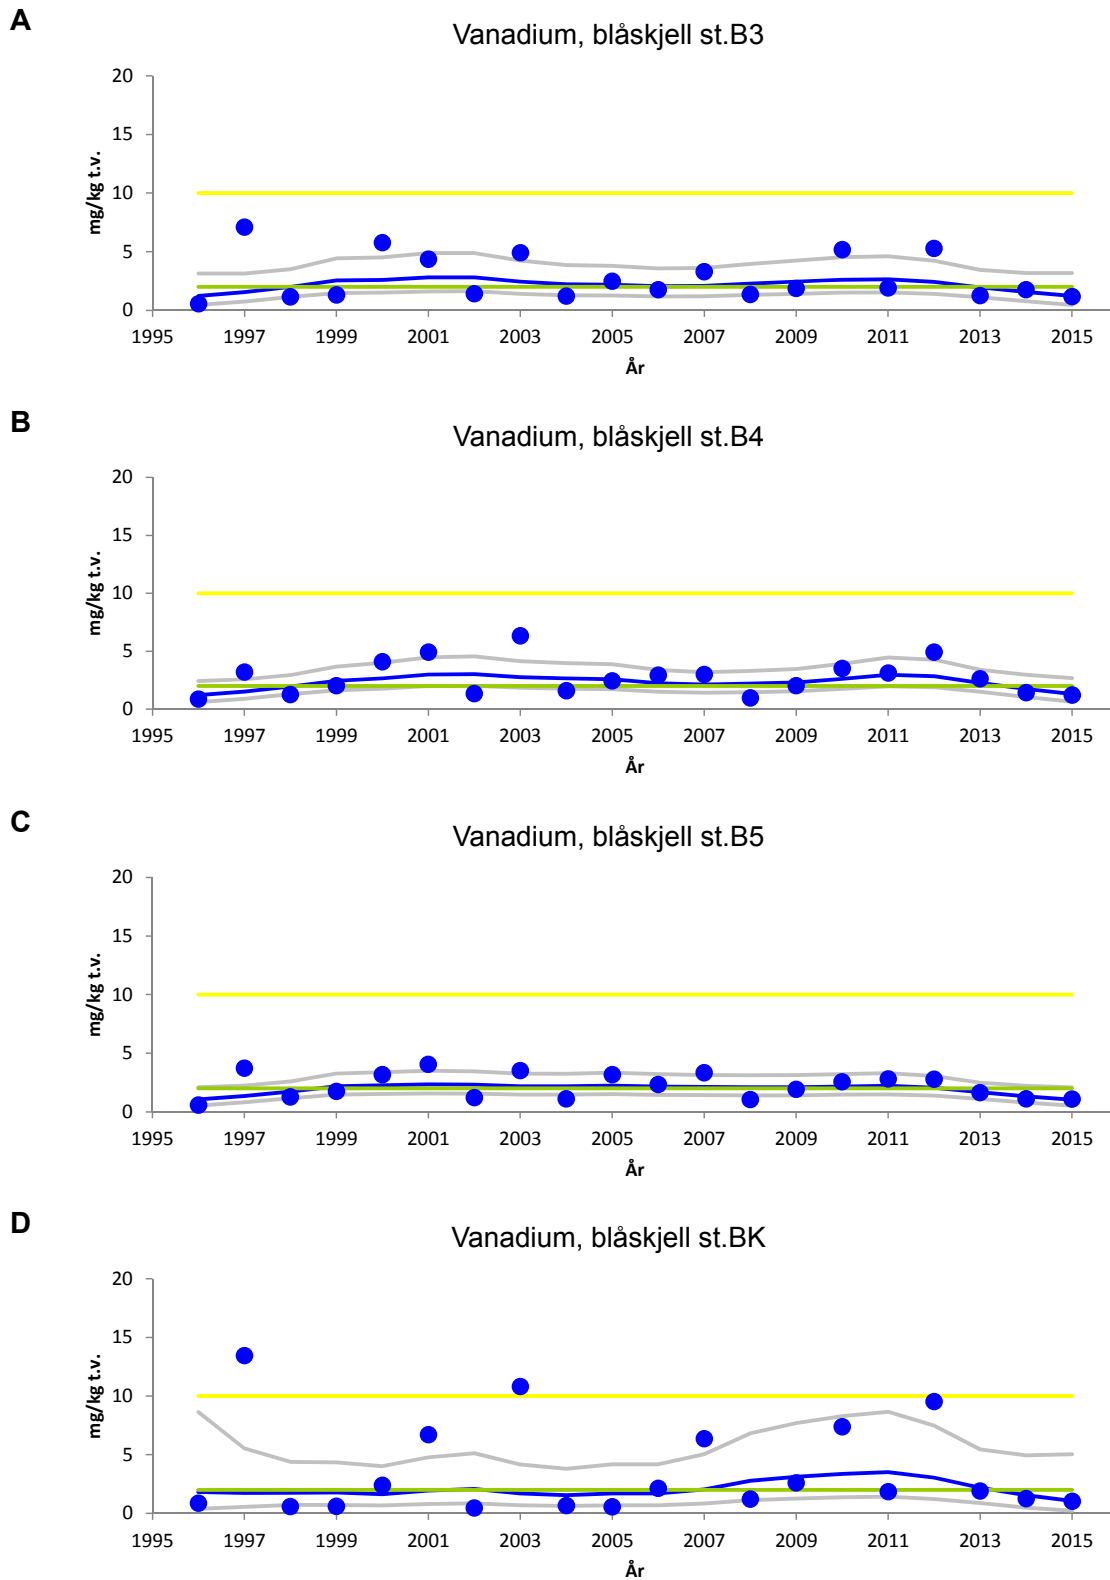 A
Vanadium, blåskjell st.B3
20
15
10
5
0
mg/kg t.v.
1995 1997 1999 2001 2003 2005 2007 2009 2011 2013 2015
År
B
Vanadium, blåskjell st.B4
20
15
10
5
0
mg/kg t.v.
1995 1997 1999 2001 2003 2005 2007 2009 2011 2013 2015
År
C
Vanadium, blåskjell st.B5
20
15
10
5
0
mg/kg t.v.
1995 1997 1999 2001 2003 2005 2007 2009 2011 2013 2015
År
D
Vanadium, blåskjell st.BK
20
15
10
5
0
mg/kg t.v.
1995 1997 1999 2001 2003 2005 2007 2009 2011 2013 2015
År